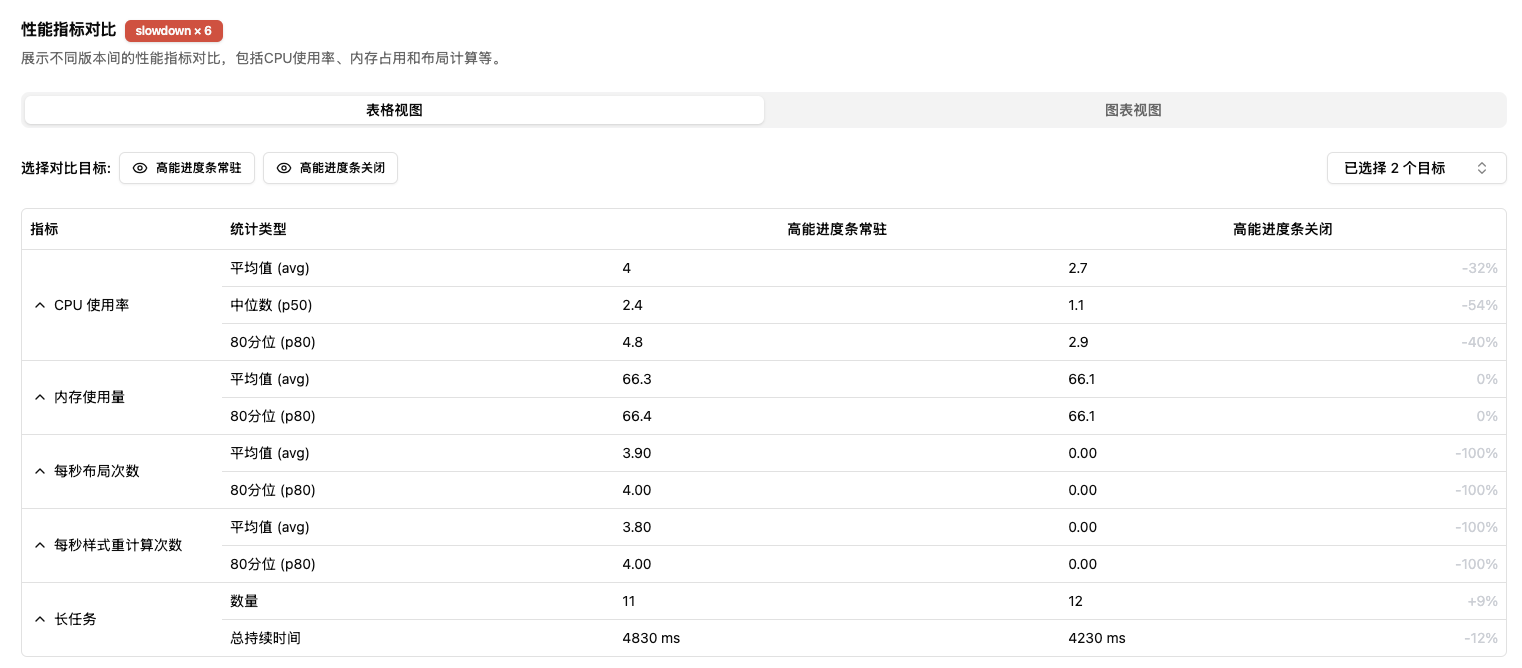 性能指标对比 slowdown × 6
展示不同版本间的性能指标对比，包括CPU使用率、内存占用和布局计算等。
表格视图 图表视图
选择对比目标: 高能进度条常驻 高能进度条关闭 已选择 2 个目标
指标 统计类型 高能进度条常驻 高能进度条关闭
平均值 (avg) 4 2.7 -32%
CPU 使用率 中位数 (p50) 2.4 1.1 -54%
80分位 (p80) 4.8 2.9 -40%
内存使用量 平均值 (avg) 66.3 66.1 0%
80分位 (p80) 66.4 66.1 0%
每秒布局次数 平均值 (avg) 3.90 0.00 -100%
80分位 (p80) 4.00 0.00 -100%
每秒样式重计算次数 平均值 (avg) 3.80 0.00 -100%
80分位 (p80) 4.00 0.00 -100%
长任务 数量 11 12 +9%
总持续时间 4830 ms 4230 ms -12%